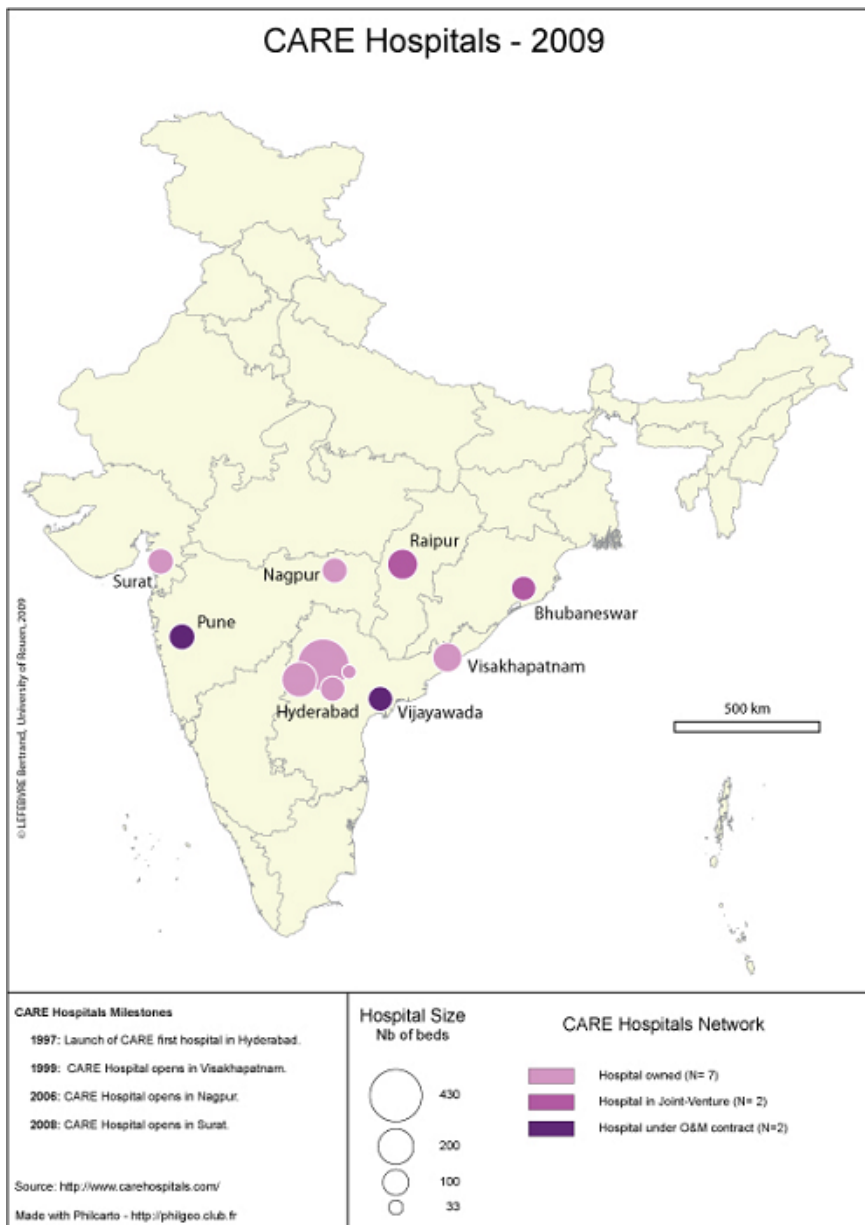 CARE Hospitals - 2009
Raipur
Surat
Nagpur
Bhubaneswar
Pune
Visakhapatnam
Hyderabad
Vijayawada
500 km
© LEFEBVRE Bertrand, University of Rouen, 2009
CARE Hospitals Milestones
1997: Launch of CARE first hospital in Hyderabad.
1999: CARE Hospital opens in Visakhapatnam.
2006: CARE Hospital opens in Nagpur.
2008: CARE Hospital opens in Surat.
Source: http://www.carehospitals.com/
Made with Philcarto - http://philgeo.club.fr
Hospital Size
Nb of beds
430
200
100
33
CARE Hospitals Network
Hospital owned (N= 7)
Hospital in Joint-Venture (N= 2)
Hospital under O&M contract (N=2)